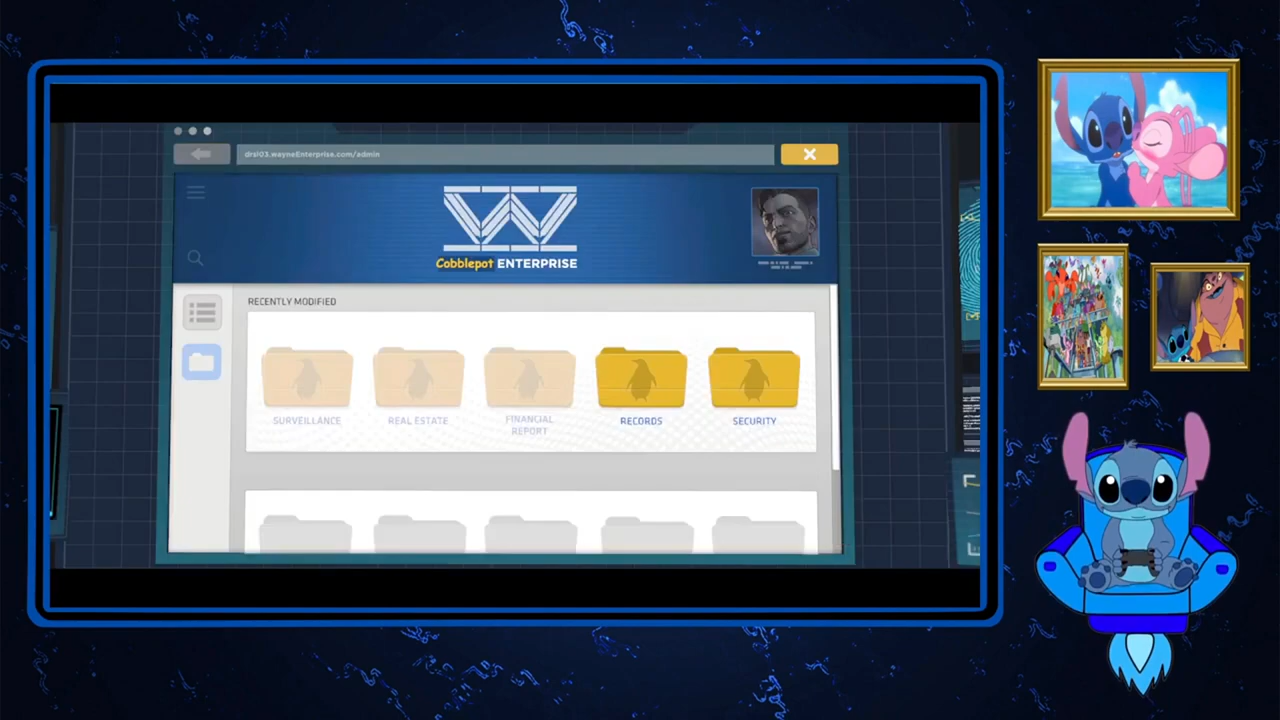 drsl03.wayneEnterprise.com/admin
Cobblepot ENTERPRISE
RECENTLY MODIFIED
SURVEILLANCE
REAL ESTATE
FINANCIAL
REPORT
RECORDS
SECURITY